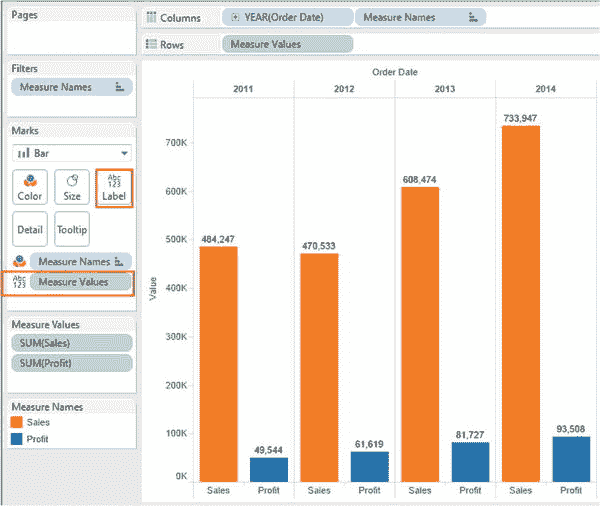 Pages
Columns
YEAR(Order Date)
Measure Names
Rows
Measure Values
Filters
Measure Names
Marks
Bar
Color
Size
Abc
123
Label
Detail
Tooltip
Measure Names
Abc
123
Measure Values
Measure Values
SUM(Sales)
SUM(Profit)
Measure Names
Sales
Profit
Order Date
2011 2012 2013 2014
Value
700K
600K
500K
400K
300K
200K
100K
0K
484,247
49,544
470,533
61,619
608,474
81,727
733,947
93,508
Sales Profit Sales Profit Sales Profit Sales Profit